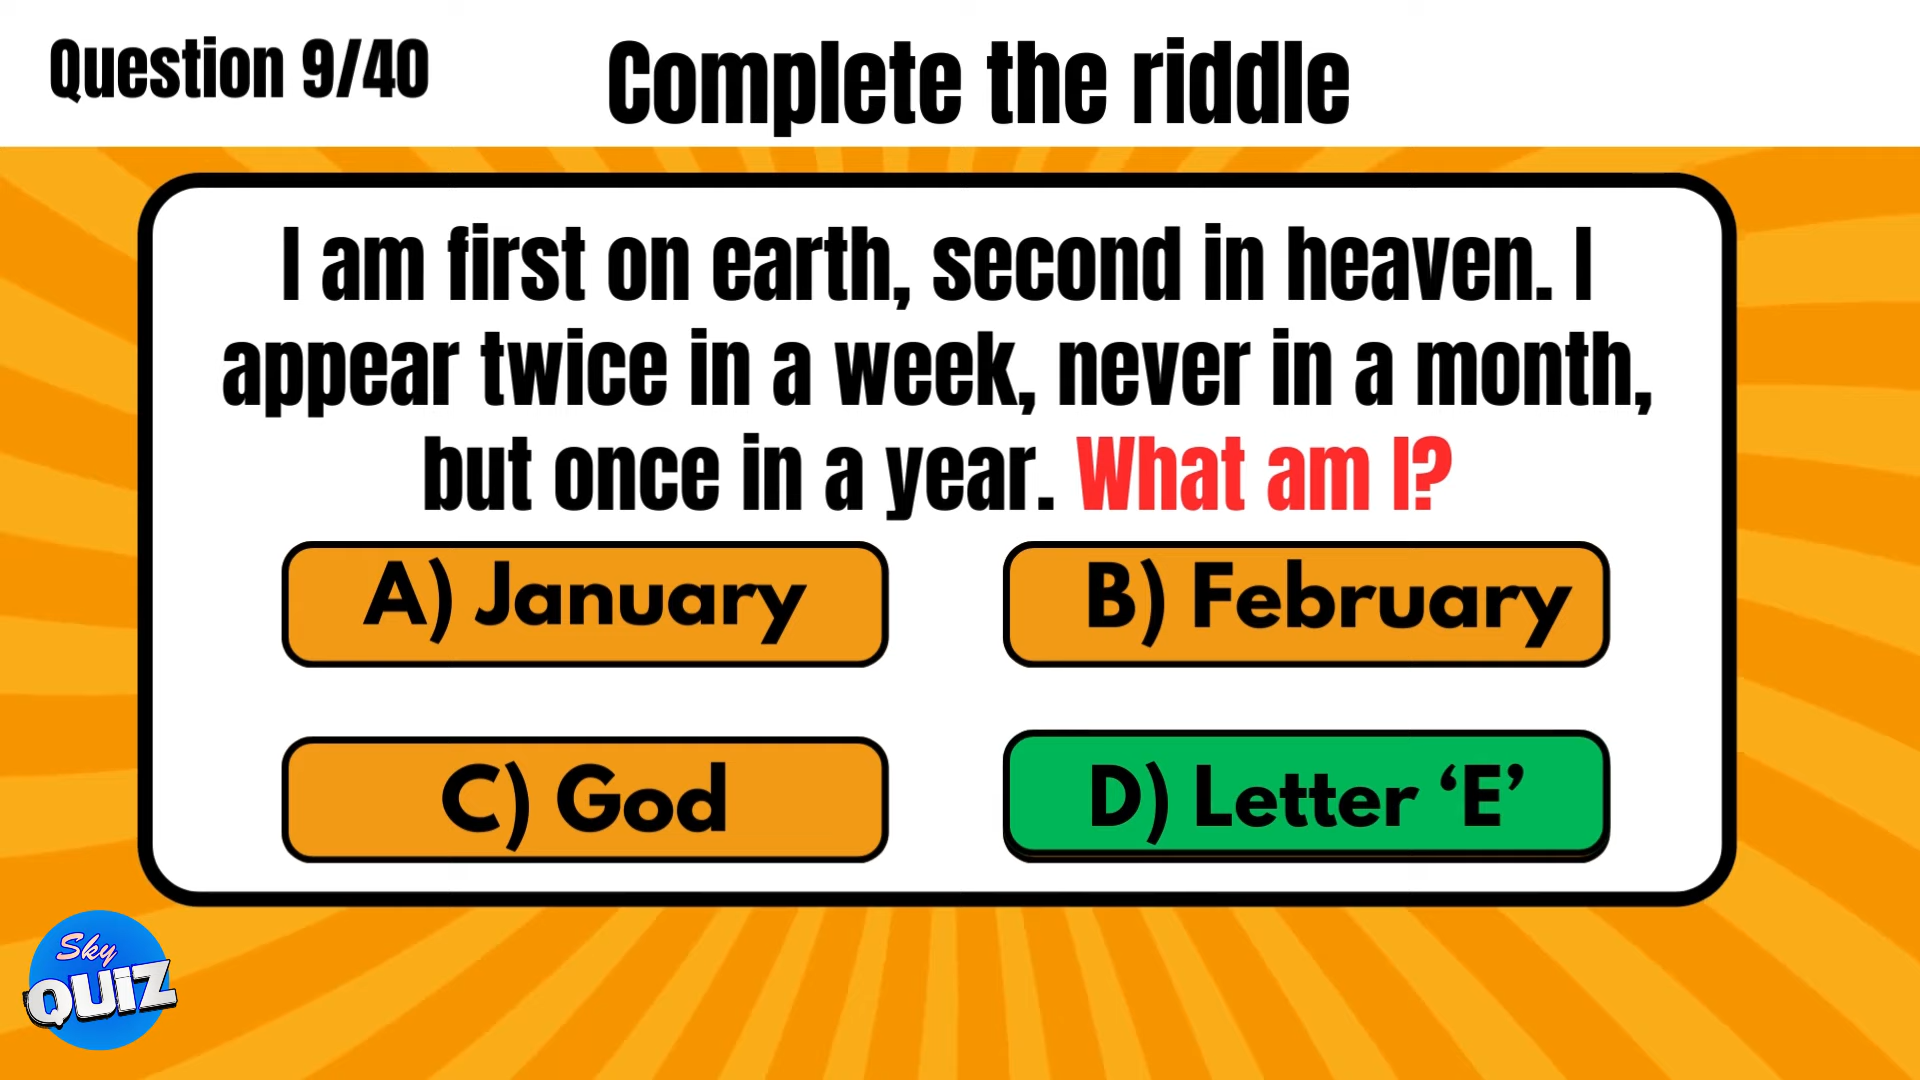 Question 9/40
Complete the riddle
I am first on earth, second in heaven. I
appear twice in a week, never in a month,
but once in a year. What am I?
A) January
B) February
C) God
D) Letter ‘E’
Sky
QUIZ